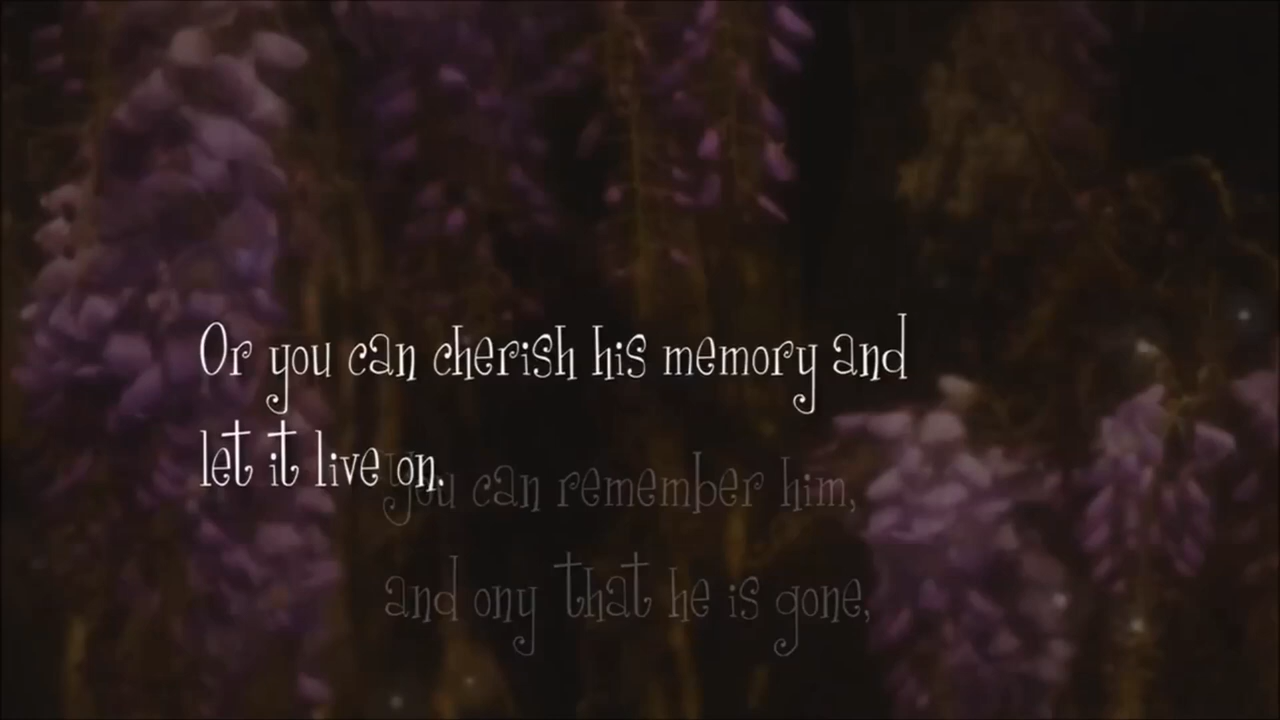 Or you can cherish his memory and
let it live on.
You can remember him,
and ony that he is gone,